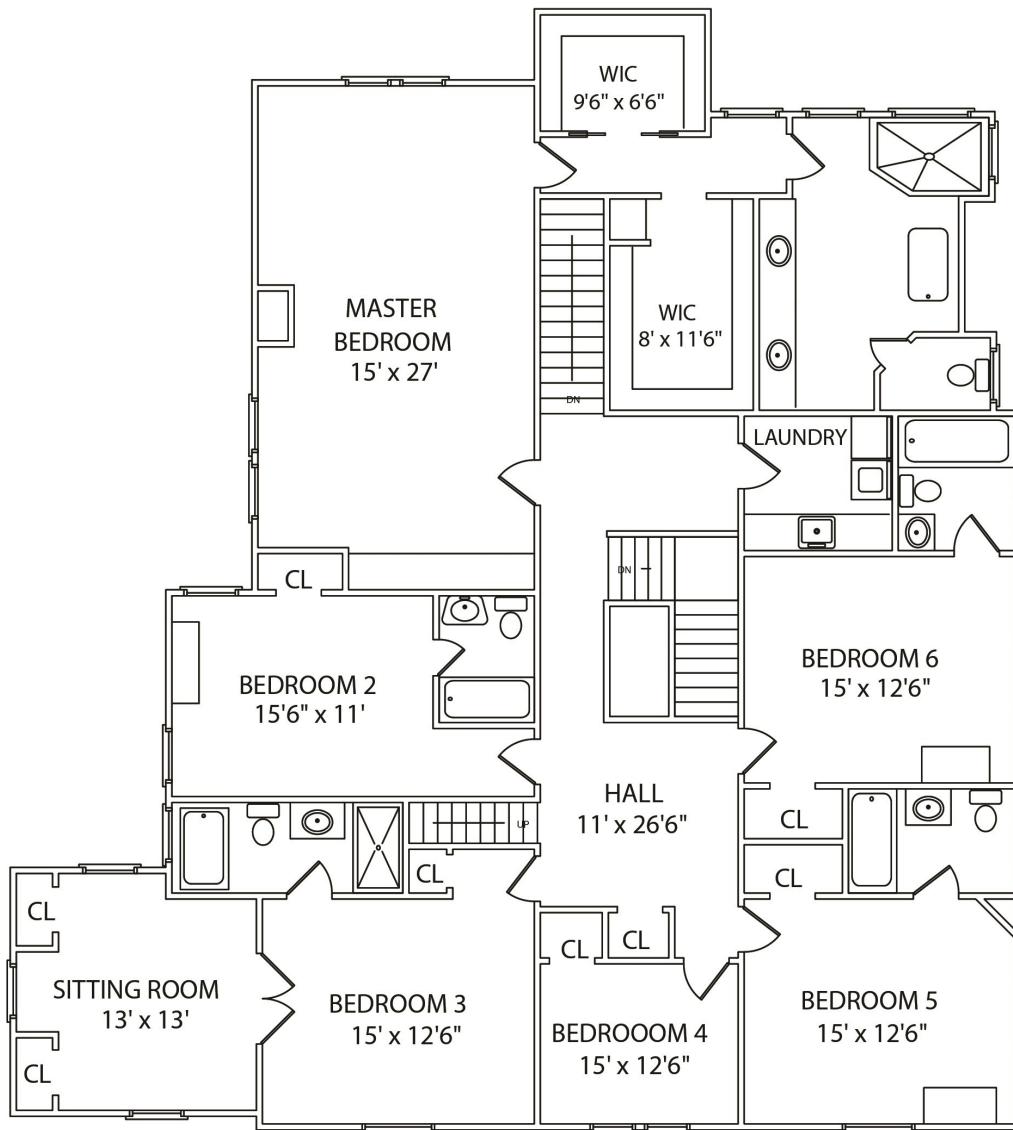 WIC
9'6" x 6'6"
MASTER
BEDROOM
15' x 27'
WIC
8' x 11'6"
DN
LAUNDRY
DN
CL
BEDROOM 2
15'6" x 11'
BEDROOM 6
15' x 12'6"
HALL
11' x 26'6"
UP
CL
CL
CL
CL
CL
CL
SITTING ROOM
13' x 13'
BEDROOM 3
15' x 12'6"
BEDROOOM 4
15' x 12'6"
BEDROOM 5
15' x 12'6"
CL